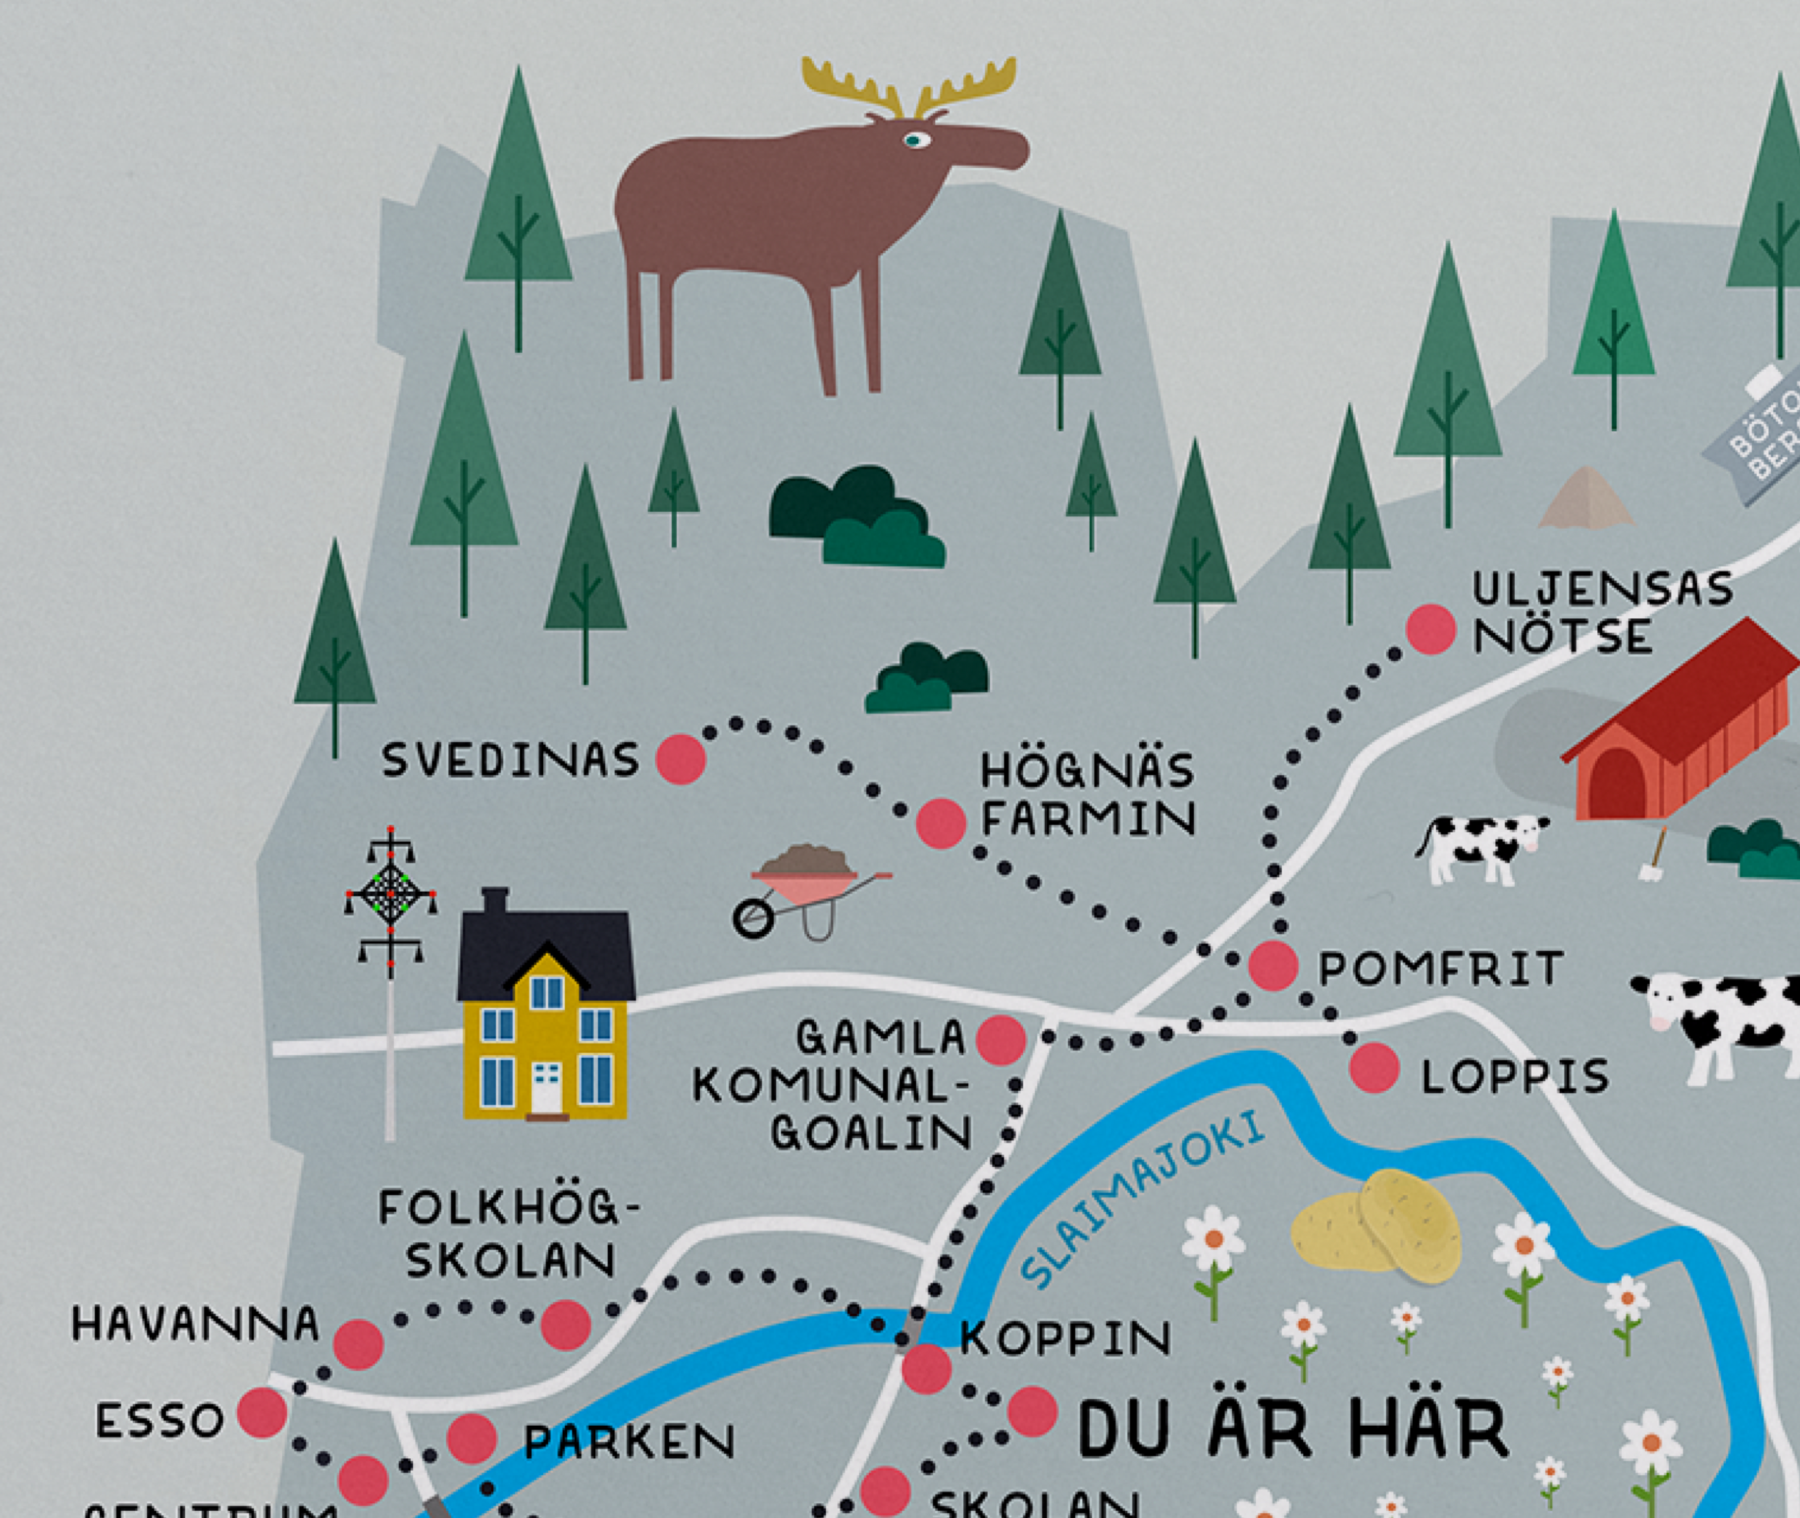 BÖTO
BER
ULJENSAS
NÖTSE
SVEDINAS
HÖGNÄS
FARMIN
POMFRIT
GAMLA
KOMUNAL-
GOALIN
LOPPIS
SLAIMAJOKI
FOLKHÖG-
SKOLAN
HAVANNA
KOPPIN
ESSO
DU ÄR HÄR
PARKEN
CENTRUM
SKOLAN